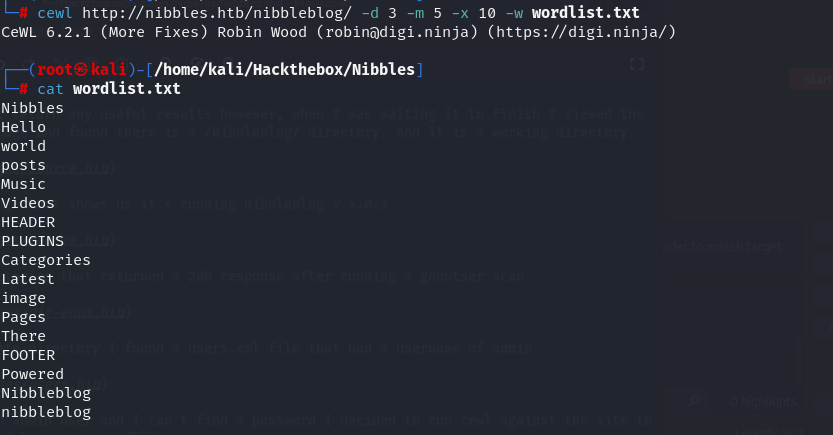 └─# cewl http://nibbles.htb/nibbleblog/ -d 3 -m 5 -x 10 -w wordlist.txt
CeWL 6.2.1 (More Fixes) Robin Wood (robin@digi.ninja) (https://digi.ninja/)
┌──(root㉿kali)-[/home/kali/Hackthebox/Nibbles]
└─# cat wordlist.txt
Nibbles
Hello
world
posts
Music
Videos
HEADER
PLUGINS
Categories
Latest
image
Pages
There
FOOTER
Powered
Nibbleblog
nibbleblog